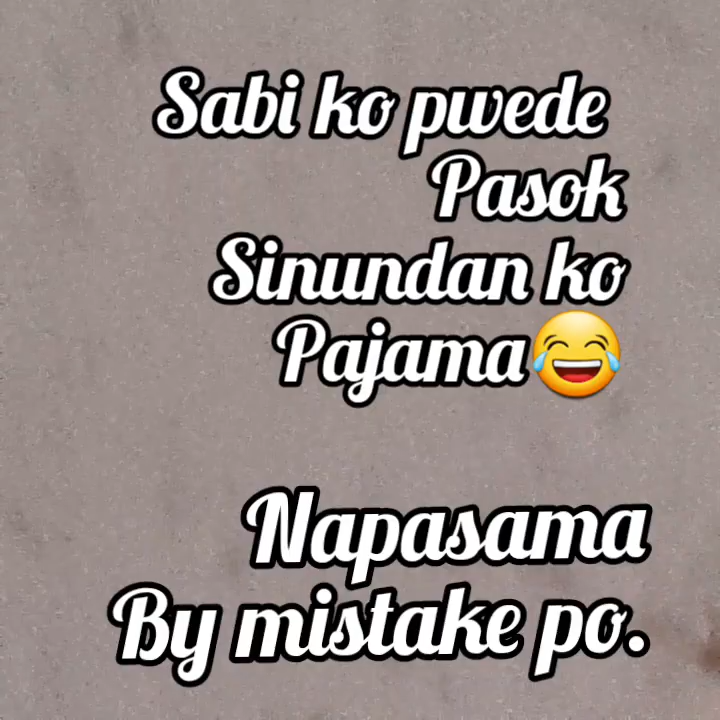 Sabi ko pwede
Pasok
Sinundan ko
Pajama😂
Napasama
By mistake po.